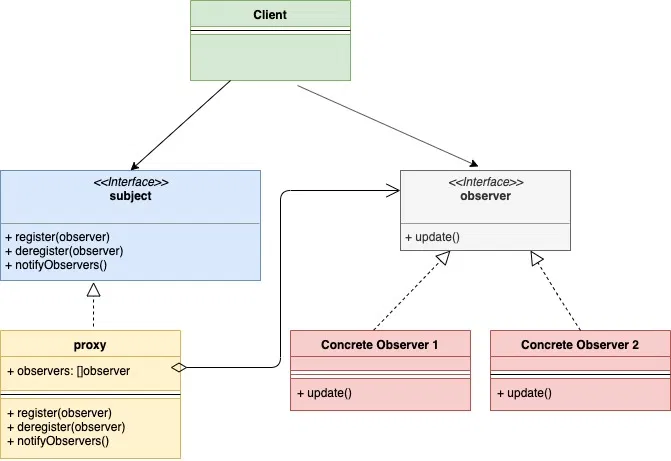 Client
<<Interface>>
subject
+ register(observer)
+ deregister(observer)
+ notifyObservers()
<<Interface>>
observer
+ update()
proxy
+ observers: []observer
+ register(observer)
+ deregister(observer)
+ notifyObservers()
Concrete Observer 1
+ update()
Concrete Observer 2
+ update()